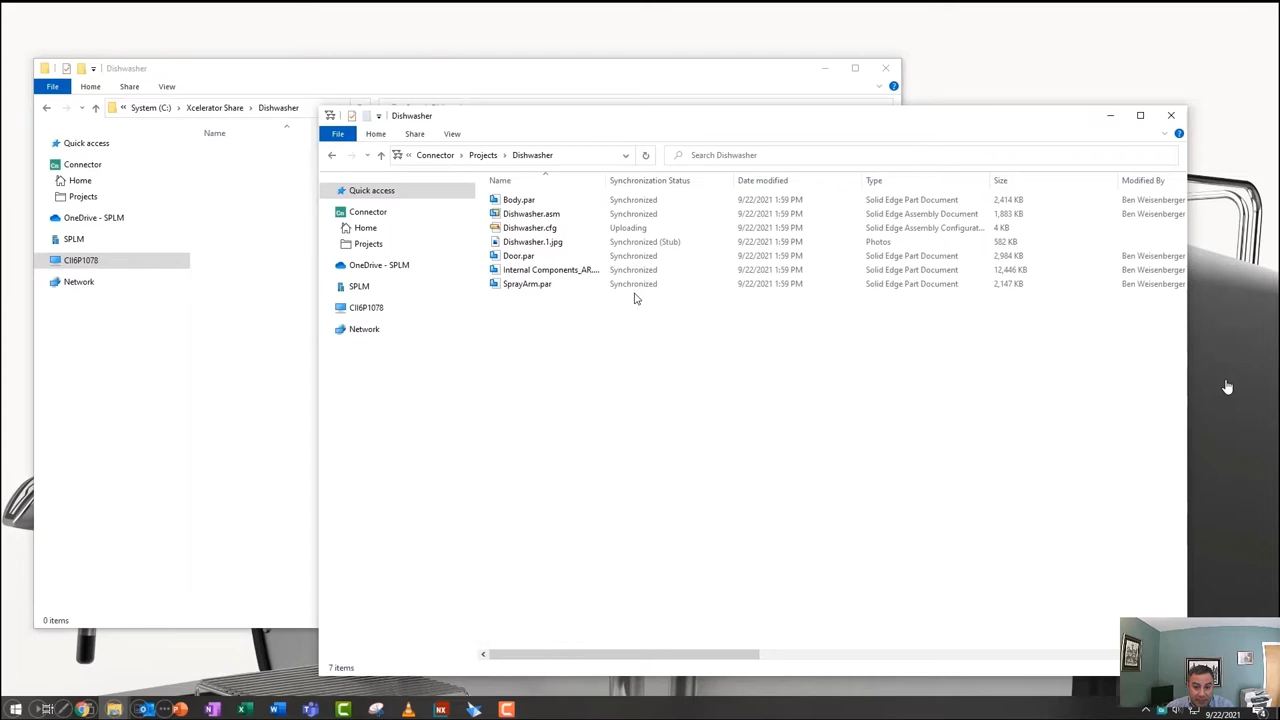 Dishwasher
File Home Share View
System (C:) Xcelerator Share Dishwasher
Name
Quick access
Connector
Home
Projects
OneDrive - SPLM
SPLM
CII6P1078
Network
0 items
Dishwasher
File Home Share View
Connector Projects Dishwasher
Search Dishwasher
Quick access
Connector
Home
Projects
OneDrive - SPLM
SPLM
CII6P1078
Network
Name Synchronization Status Date modified Type Size Modified By
Body.par Synchronized 9/22/2021 1:59 PM Solid Edge Part Document 2,414 KB Ben Weisenberger
Dishwasher.asm Synchronized 9/22/2021 1:59 PM Solid Edge Assembly Document 1,883 KB Ben Weisenberger
Dishwasher.cfg Uploading 9/22/2021 1:59 PM Solid Edge Assembly Configurat... 4 KB Ben Weisenberger
Dishwasher.1.jpg Synchronized (Stub) 9/22/2021 1:59 PM Photos 582 KB
Door.par Synchronized 9/22/2021 1:59 PM Solid Edge Part Document 2,984 KB Ben Weisenberger
Internal Components_AR.... Synchronized 9/22/2021 1:59 PM Solid Edge Part Document 12,446 KB Ben Weisenberger
SprayArm.par Synchronized 9/22/2021 1:59 PM Solid Edge Part Document 2,147 KB Ben Weisenberger
7 items
9/22/2021